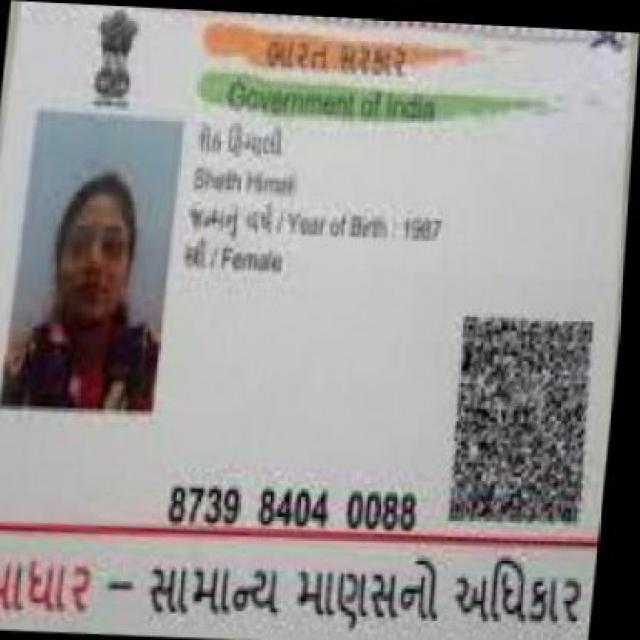 ભારત સરકાર
Government of India
શેઠ હિમાલી
Sheth Himali
જન્મનું વર્ષ / Year of Birth : 1987
સ્ત્રી / Female
8739 8404 0088
આધાર – સામાન્ય માણસનો અધિકાર